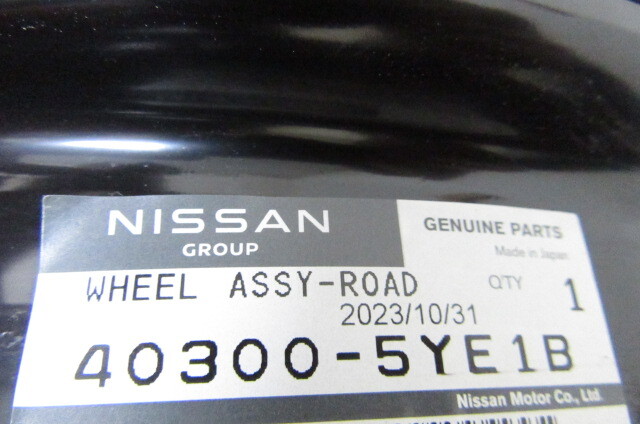 NISSAN
GROUP
GENUINE PARTS
Made in Japan
WHEEL ASSY-ROAD
QTY 1
2023/10/31
40300-5YE1B
Nissan Motor Co., Ltd.